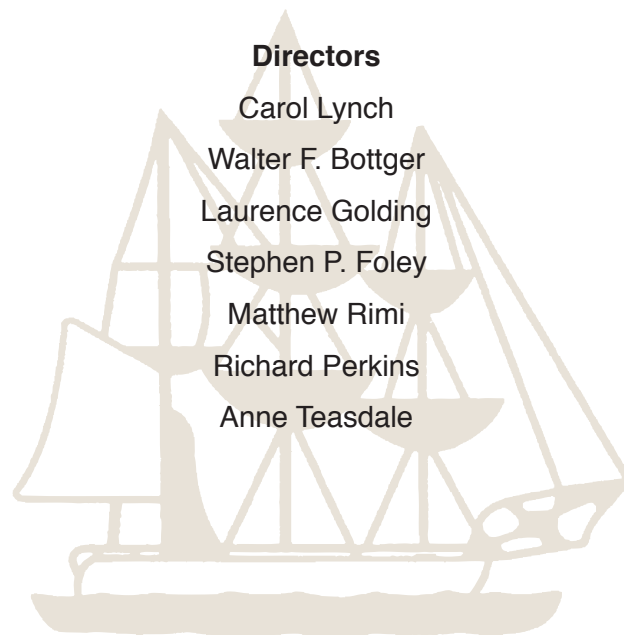 Directors
Carol Lynch
Walter F. Bottger
Laurence Golding
Stephen P. Foley
Matthew Rimi
Richard Perkins
Anne Teasdale